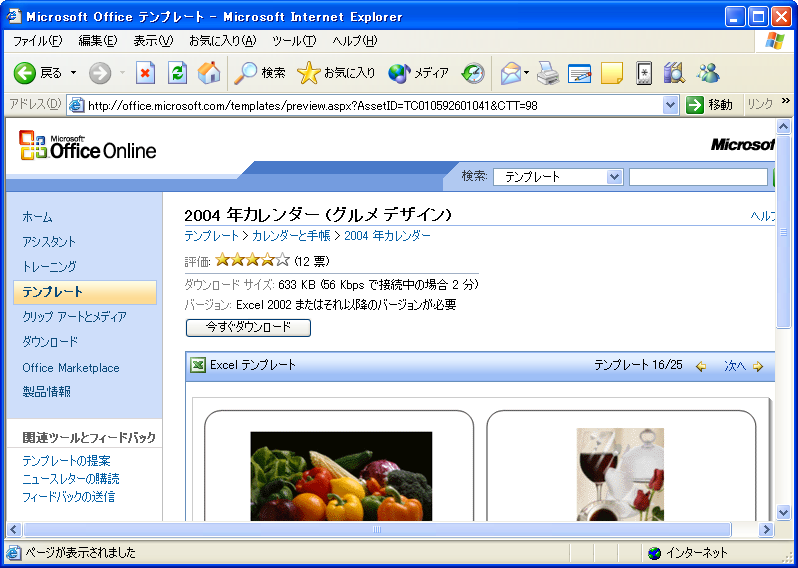 Microsoft Office テンプレート - Microsoft Internet Explorer
ファイル(F) 編集(E) 表示(V) お気に入り(A) ツール(T) ヘルプ(H)
戻る 検索 お気に入り メディア
アドレス(D) http://office.microsoft.com/templates/preview.aspx?AssetID=TC010592601041&CTT=98 移動 リンク »
Microsoft
Office Online
Microsof
検索: テンプレート
ホーム
アシスタント
トレーニング
テンプレート
クリップ アートとメディア
ダウンロード
Office Marketplace
製品情報
関連ツールとフィードバック
テンプレートの提案
ニュースレターの購読
フィードバックの送信
2004 年カレンダー (グルメ デザイン)
ヘルプ
テンプレート > カレンダーと手帳 > 2004 年カレンダー
評価: (12 票)
ダウンロード サイズ: 633 KB (56 Kbps で接続中の場合 2 分)
バージョン: Excel 2002 またはそれ以降のバージョンが必要
今すぐダウンロード
Excel テンプレート テンプレート 16/25 次へ
ページが表示されました インターネット